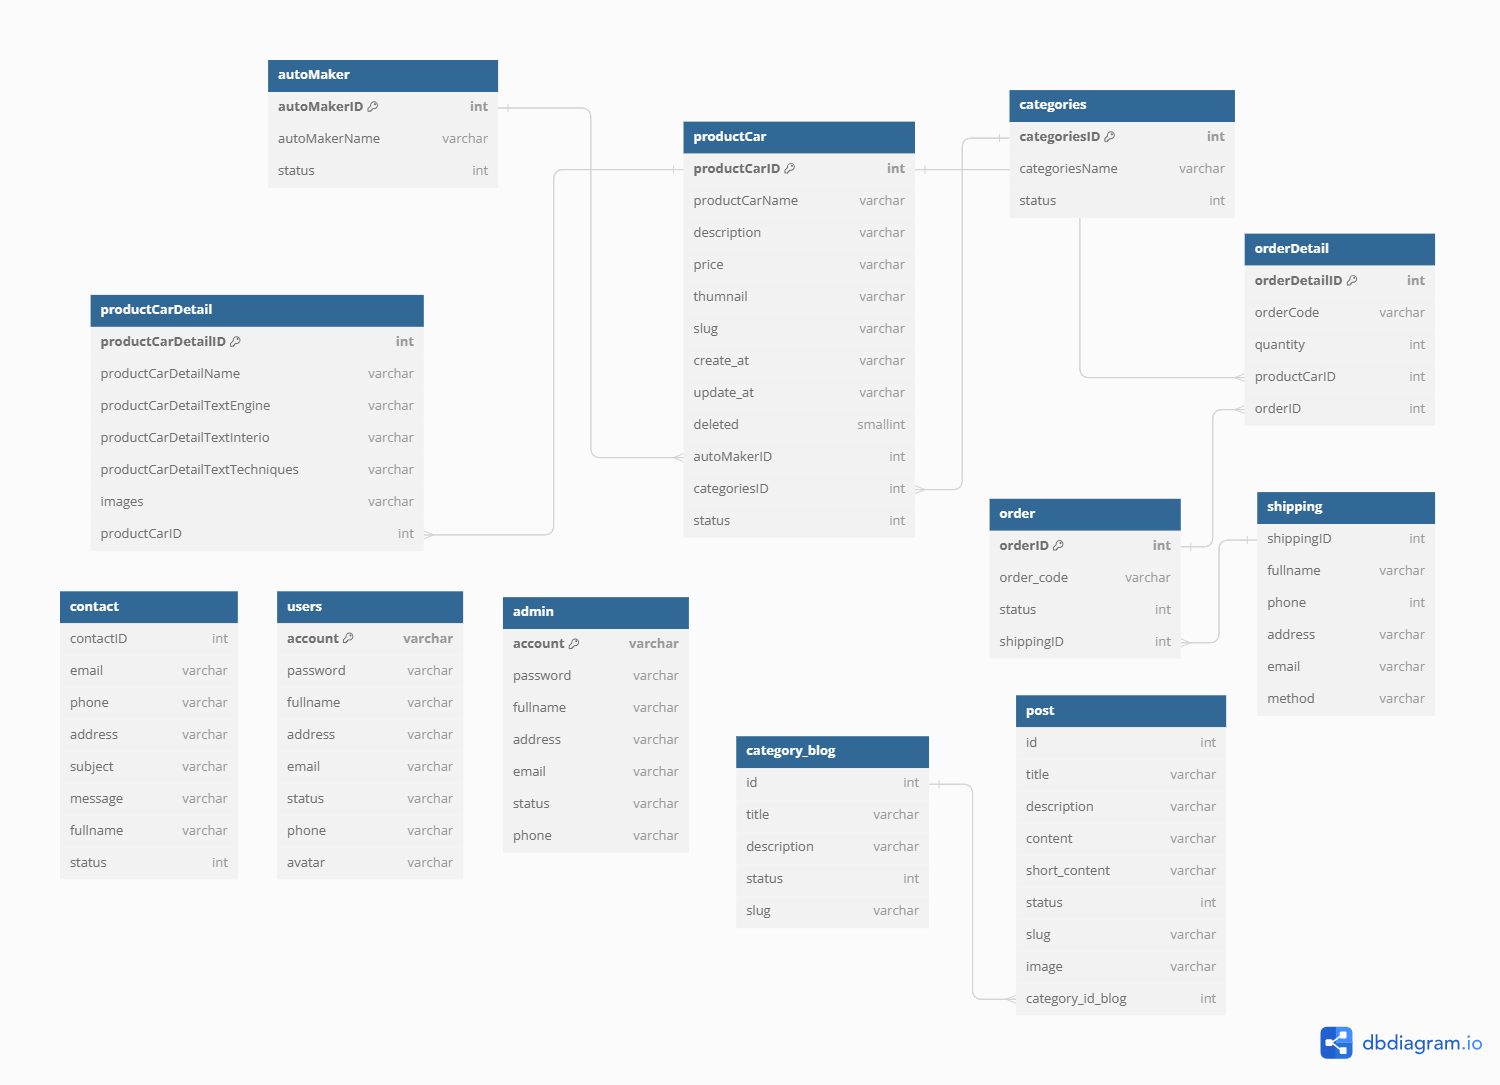 autoMaker
autoMakerID int
autoMakerName varchar
status int
productCar
productCarID int
productCarName varchar
description varchar
price varchar
thumnail varchar
slug varchar
create_at varchar
update_at varchar
deleted smallint
autoMakerID int
categoriesID int
status int
categories
categoriesID int
categoriesName varchar
status int
orderDetail
orderDetailID int
orderCode varchar
quantity int
productCarID int
orderID int
productCarDetail
productCarDetailID int
productCarDetailName varchar
productCarDetailTextEngine varchar
productCarDetailTextInterio varchar
productCarDetailTextTechniques varchar
images varchar
productCarID int
order
orderID int
order_code varchar
status int
shippingID int
shipping
shippingID int
fullname varchar
phone int
address varchar
email varchar
method varchar
contact
contactID int
email varchar
phone varchar
address varchar
subject varchar
message varchar
fullname varchar
status int
users
account varchar
password varchar
fullname varchar
address varchar
email varchar
status varchar
phone varchar
avatar varchar
admin
account varchar
password varchar
fullname varchar
address varchar
email varchar
status varchar
phone varchar
category_blog
id int
title varchar
description varchar
status int
slug varchar
post
id int
title varchar
description varchar
content varchar
short_content varchar
status int
slug varchar
image varchar
category_id_blog int
dbdiagram.io